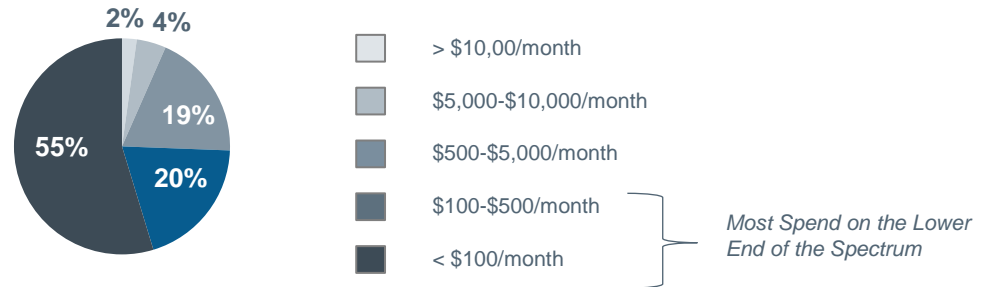 2% 4%
19%
55%
20%
> $10,00/month
$5,000-$10,000/month
$500-$5,000/month
$100-$500/month
< $100/month
Most Spend on the Lower
End of the Spectrum